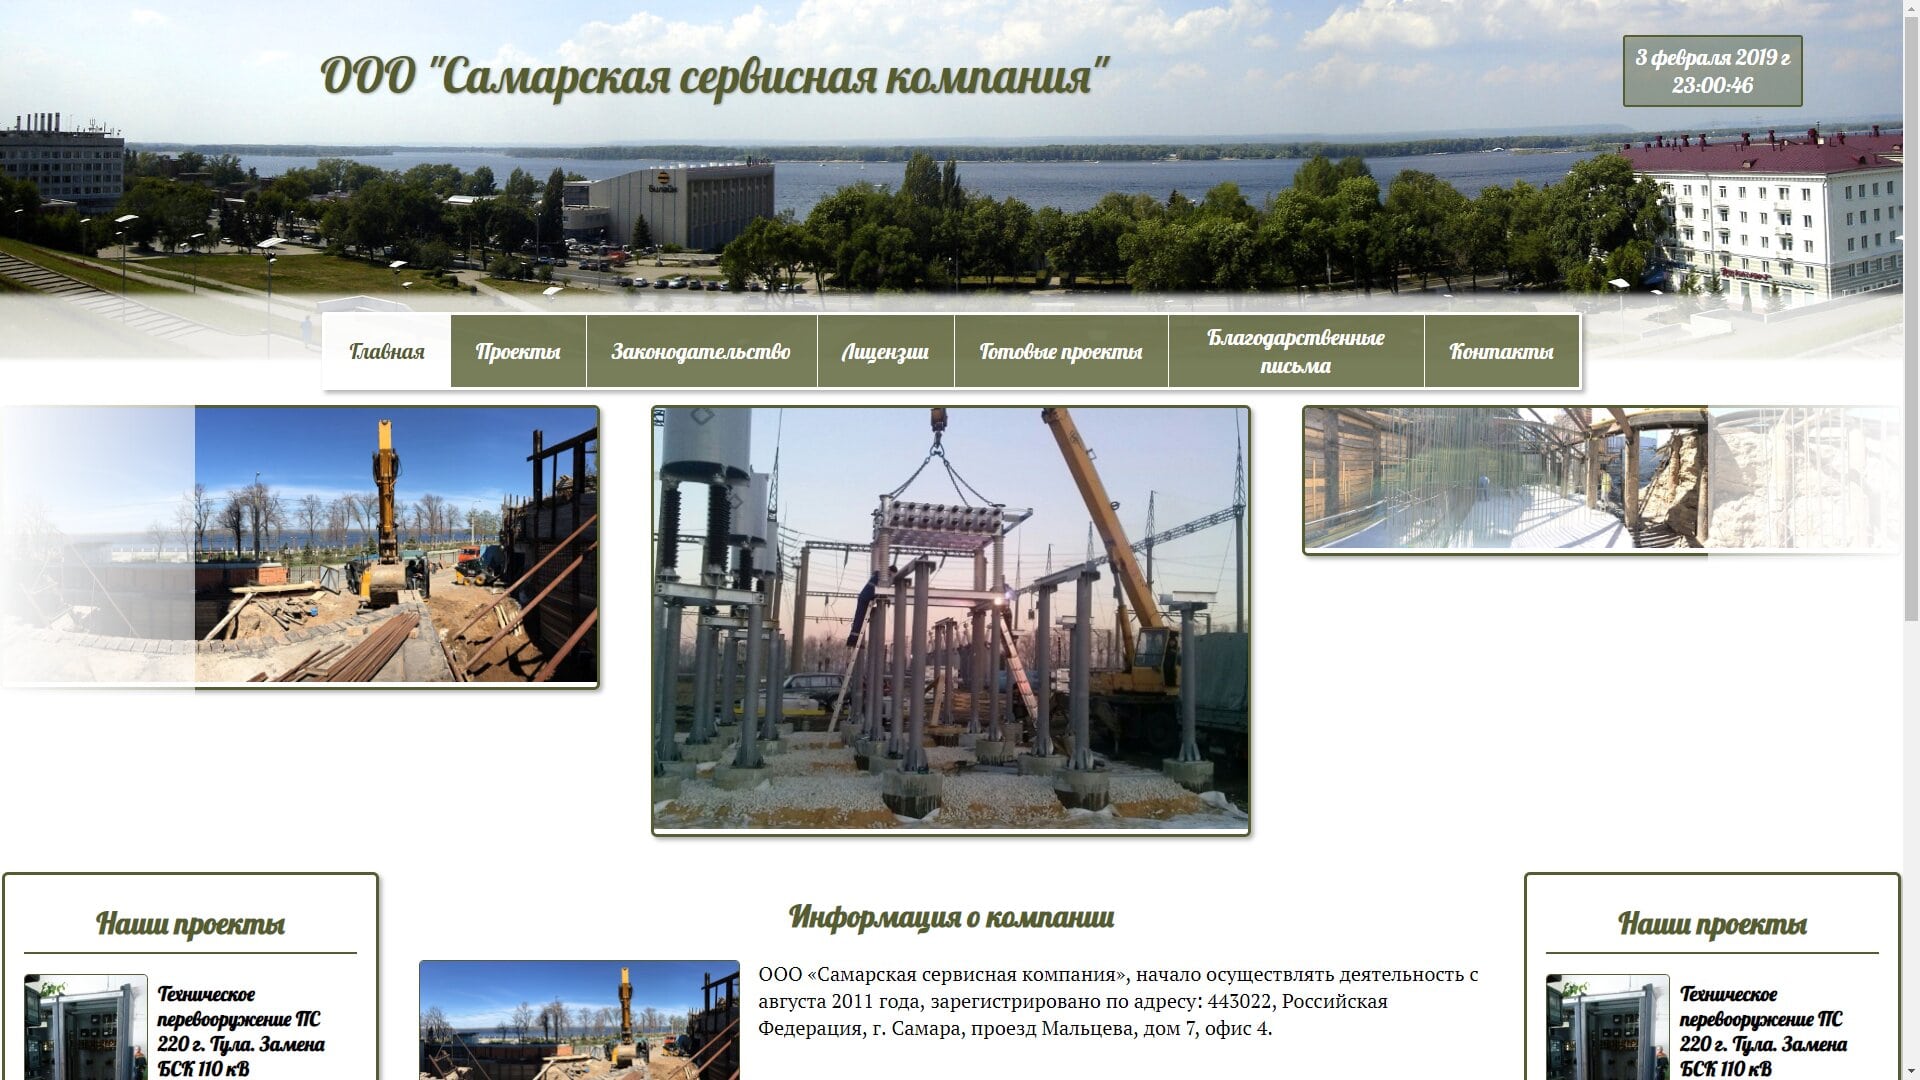 ООО "Самарская сервисная компания"
3 февраля 2019 г
23:00:46
Билайн
Главная
Проекты
Законодательство
Лицензии
Готовые проекты
Благодарственные
письма
Контакты
Наши проекты
Техническое
перевооружение ПС
220 г. Тула. Замена
БСК 110 кВ
Информация о компании
ООО «Самарская сервисная компания», начало осуществлять деятельность с
августа 2011 года, зарегистрировано по адресу: 443022, Российская
Федерация, г. Самара, проезд Мальцева, дом 7, офис 4.
Наши проекты
Техническое
перевооружение ПС
220 г. Тула. Замена
БСК 110 кВ